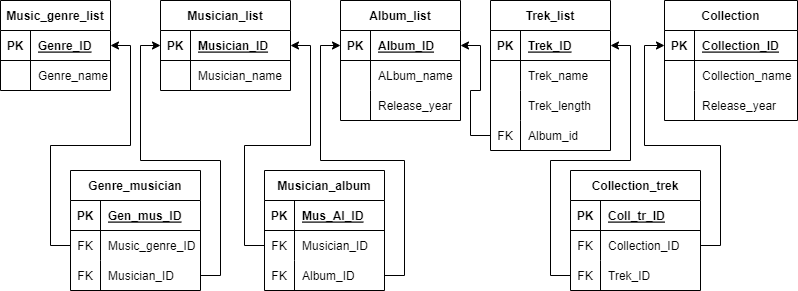 Music_genre_list
PK Genre_ID
Genre_name
Musician_list
PK Musician_ID
Musician_name
Album_list
PK Album_ID
ALbum_name
Release_year
Trek_list
PK Trek_ID
Trek_name
Trek_length
FK Album_id
Collection
PK Collection_ID
Collection_name
Release_year
Genre_musician
PK Gen_mus_ID
FK Music_genre_ID
FK Musician_ID
Musician_album
PK Mus_Al_ID
FK Musician_ID
FK Album_ID
Collection_trek
PK Coll_tr_ID
FK Collection_ID
FK Trek_ID